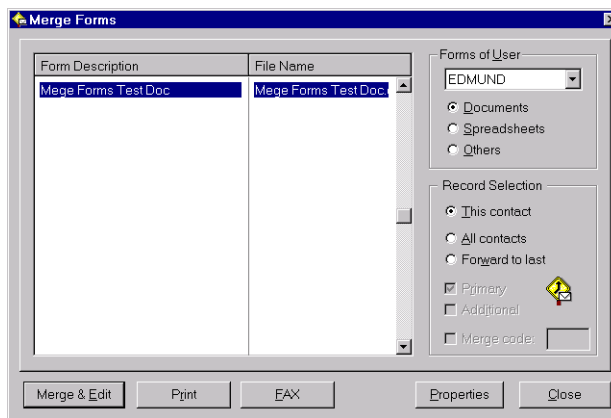 Merge Forms
Form Description File Name
Mege Forms Test Doc Mege Forms Test Doc.
Forms of User
EDMUND
Documents
Spreadsheets
Others
Record Selection
This contact
All contacts
Forward to last
Primary
Additional
Merge code:
Merge & Edit Print FAX Properties Close